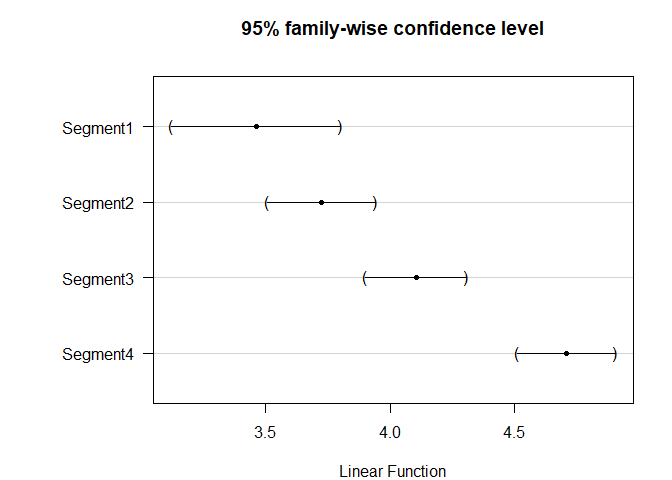 95% family-wise confidence level
Segment1
Segment2
Segment3
Segment4
3.5 4.0 4.5
Linear Function